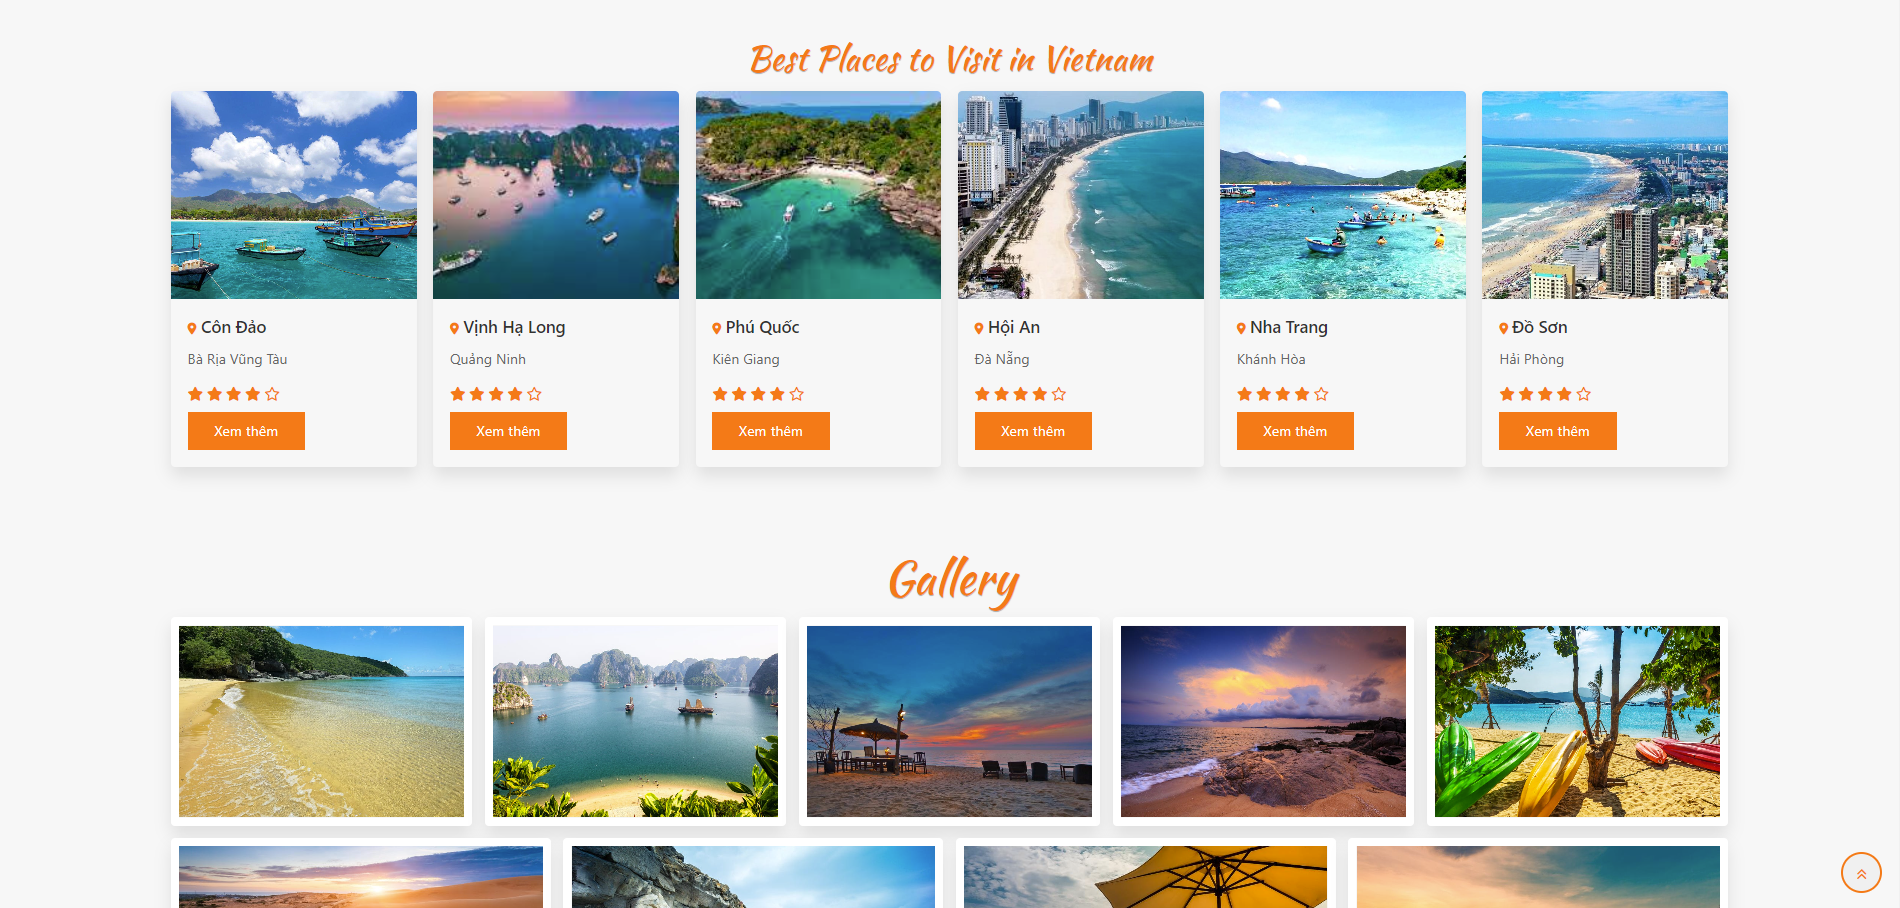 Best Places to Visit in Vietnam
Côn Đảo
Bà Rịa Vũng Tàu
Xem thêm
Vịnh Hạ Long
Quảng Ninh
Xem thêm
Phú Quốc
Kiên Giang
Xem thêm
Hội An
Đà Nẵng
Xem thêm
Nha Trang
Khánh Hòa
Xem thêm
Đồ Sơn
Hải Phòng
Xem thêm
Gallery